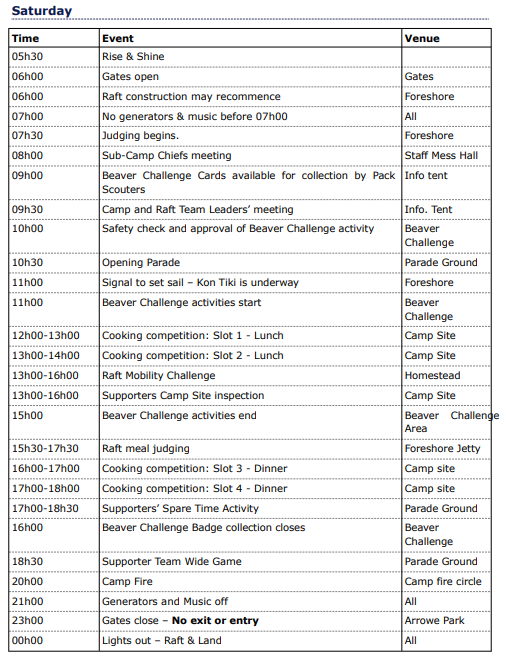 Saturday
Time Event Venue
05h30 Rise & Shine
06h00 Gates open Gates
06h00 Raft construction may recommence Foreshore
07h00 No generators & music before 07h00 All
07h30 Judging begins. Foreshore
08h00 Sub-Camp Chiefs meeting Staff Mess Hall
09h00 Beaver Challenge Cards available for collection by Pack Info tent
Scouters
09h30 Camp and Raft Team Leaders’ meeting Info. Tent
10h00 Safety check and approval of Beaver Challenge activity Beaver
Challenge
10h30 Opening Parade Parade Ground
11h00 Signal to set sail – Kon Tiki is underway Foreshore
11h00 Beaver Challenge activities start Beaver
Challenge
12h00-13h00 Cooking competition: Slot 1 - Lunch Camp Site
13h00-14h00 Cooking competition: Slot 2 - Lunch Camp Site
13h00-16h00 Raft Mobility Challenge Homestead
13h00-16h00 Supporters Camp Site inspection Camp Site
15h00 Beaver Challenge activities end Beaver Challenge
Area
15h30-17h30 Raft meal judging Foreshore Jetty
16h00-17h00 Cooking competition: Slot 3 - Dinner Camp site
17h00-18h00 Cooking competition: Slot 4 - Dinner Camp site
17h00-18h30 Supporters’ Spare Time Activity Parade Ground
16h00 Beaver Challenge Badge collection closes Beaver
Challenge
18h30 Supporter Team Wide Game Parade Ground
20h00 Camp Fire Camp fire circle
21h00 Generators and Music off All
23h00 Gates close – No exit or entry Arrowe Park
00h00 Lights out – Raft & Land All